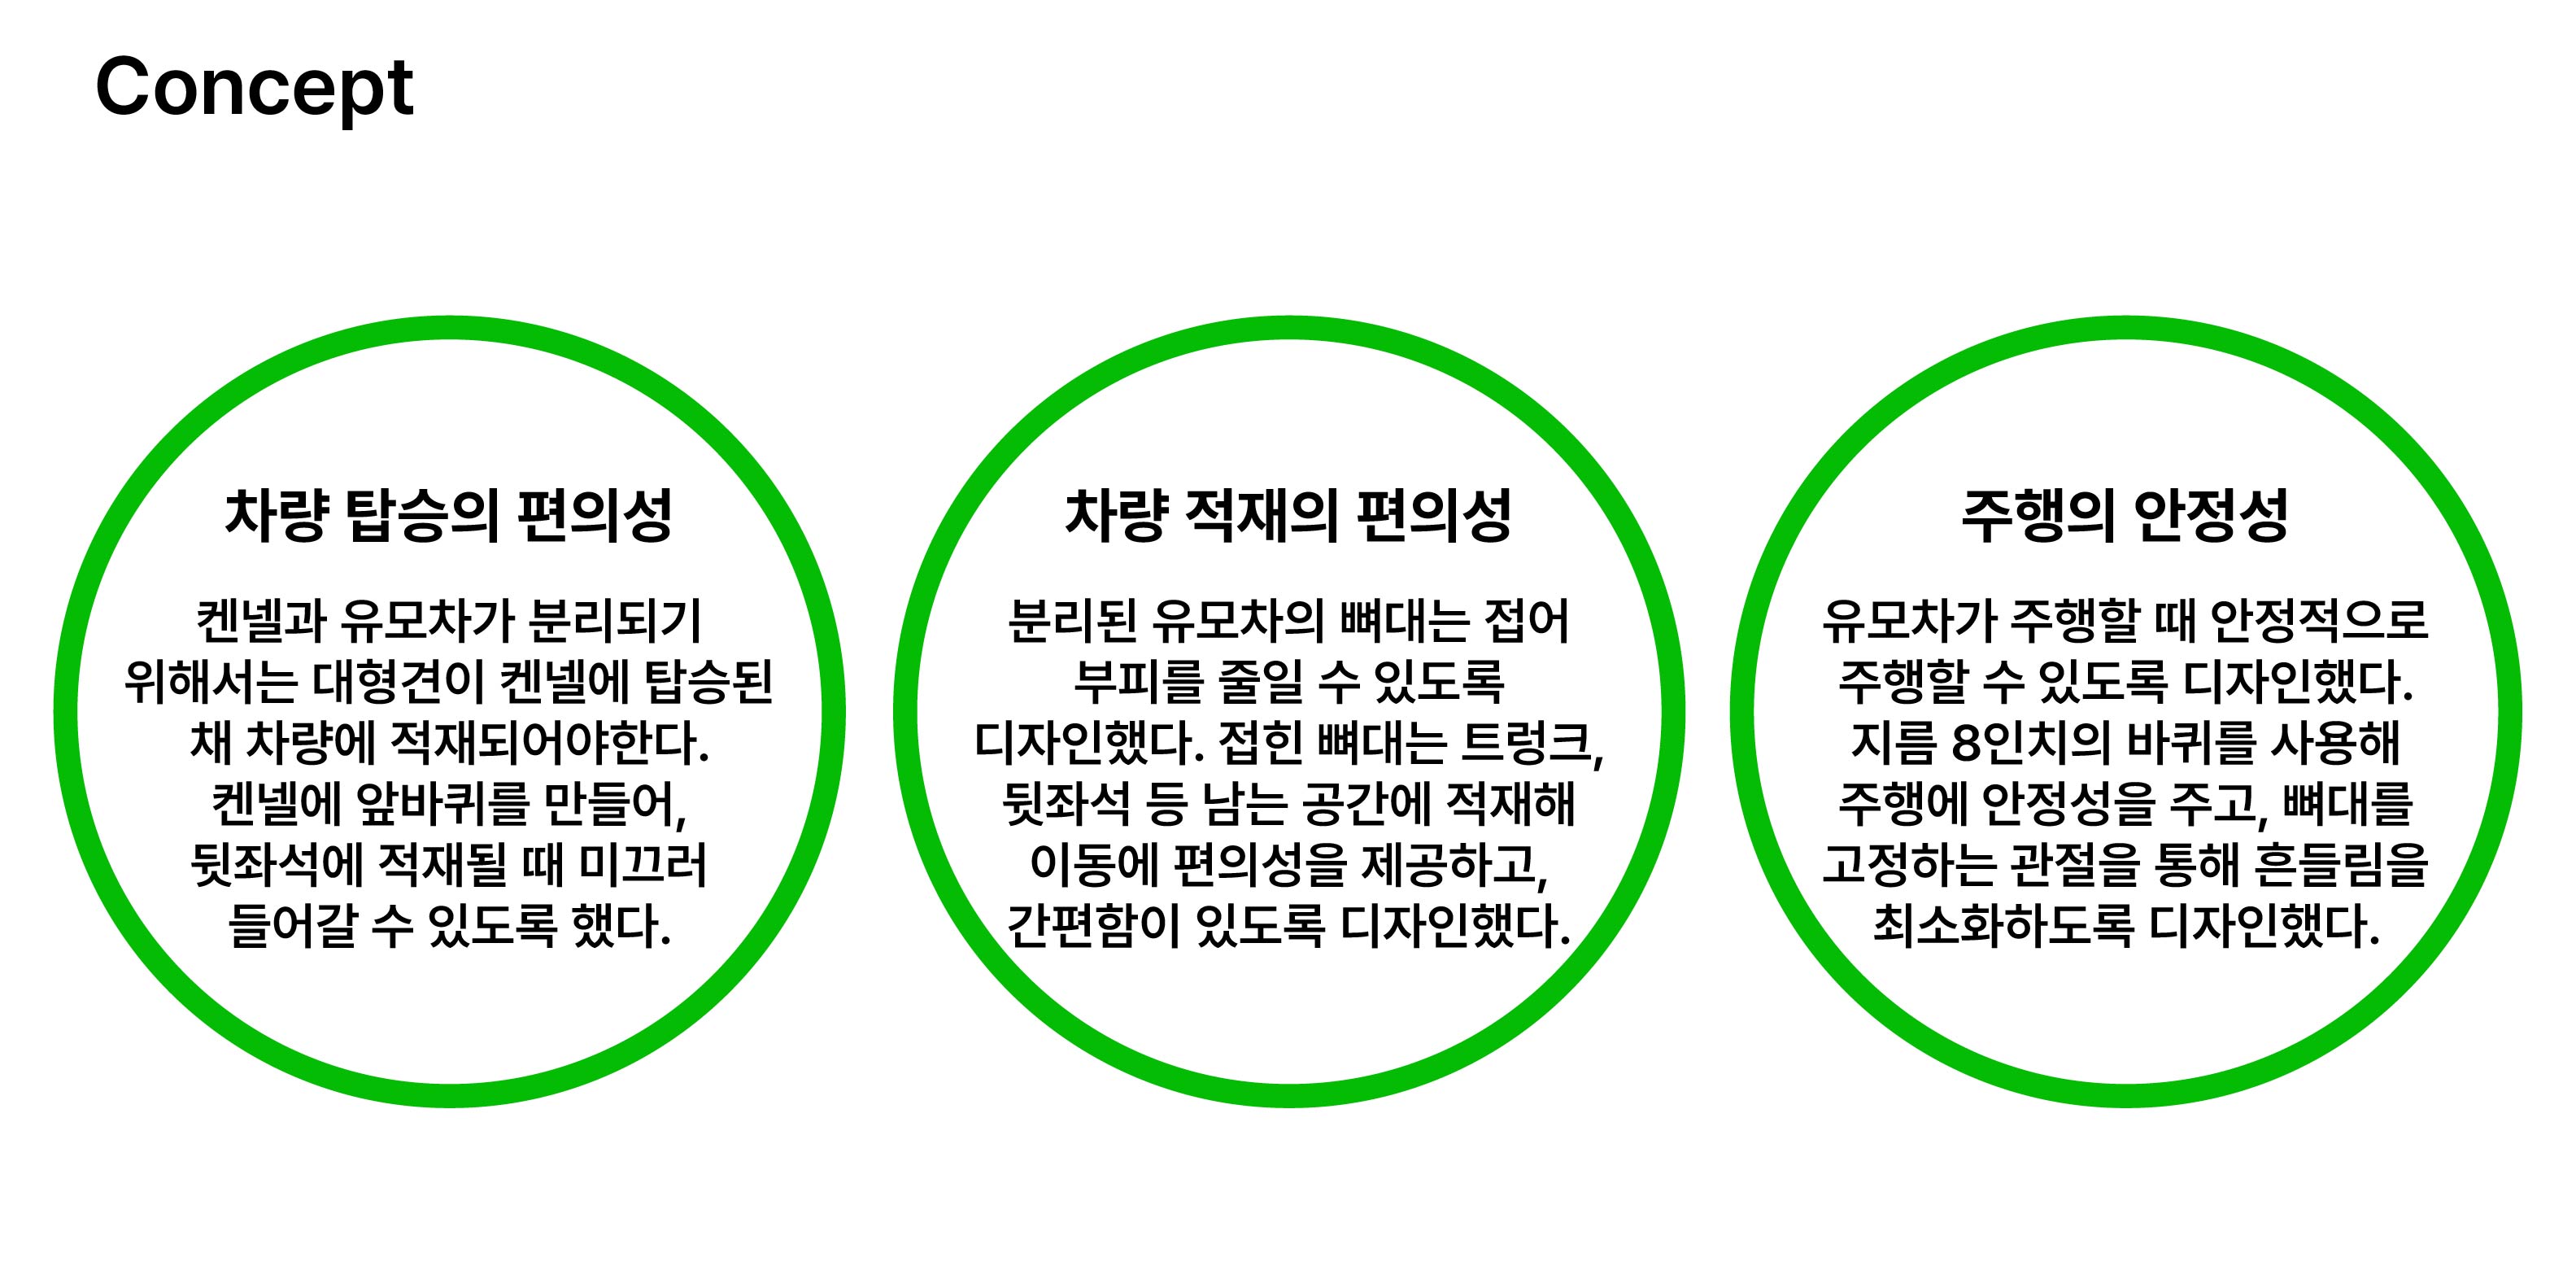 Concept
차량 탑승의 편의성
켄넬과 유모차가 분리되기
위해서는 대형견이 켄넬에 탑승된
채 차량에 적재되어야한다.
켄넬에 앞바퀴를 만들어,
뒷좌석에 적재될 때 미끄러
들어갈 수 있도록 했다.
차량 적재의 편의성
분리된 유모차의 뼈대는 접어
부피를 줄일 수 있도록
디자인했다. 접힌 뼈대는 트렁크,
뒷좌석 등 남는 공간에 적재해
이동에 편의성을 제공하고,
간편함이 있도록 디자인했다.
주행의 안정성
유모차가 주행할 때 안정적으로
주행할 수 있도록 디자인했다.
지름 8인치의 바퀴를 사용해
주행에 안정성을 주고, 뼈대를
고정하는 관절을 통해 흔들림을
최소화하도록 디자인했다.